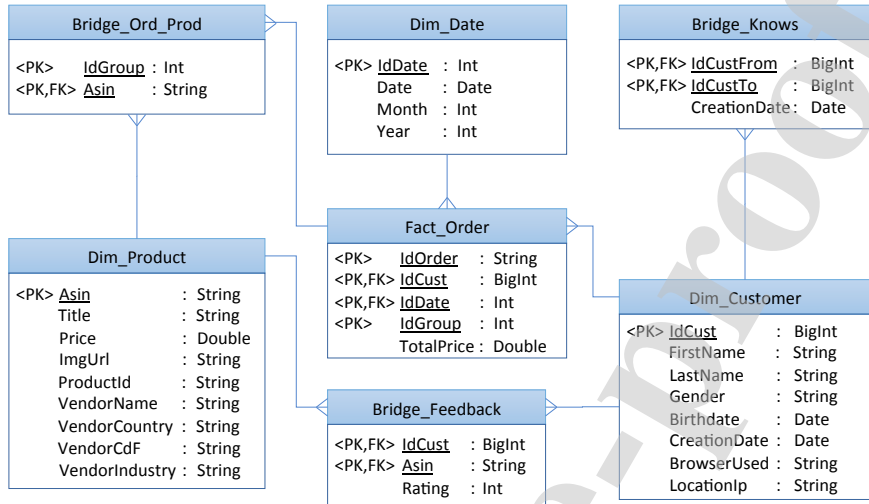 Bridge_Ord_Prod
<PK> IdGroup : Int
<PK,FK> Asin : String
Dim_Date
<PK> IdDate : Int
Date : Date
Month : Int
Year : Int
Bridge_Knows
<PK,FK> IdCustFrom : BigInt
<PK,FK> IdCustTo : BigInt
CreationDate : Date
Dim_Product
<PK> Asin : String
Title : String
Price : Double
ImgUrl : String
ProductId : String
VendorName : String
VendorCountry : String
VendorCdF : String
VendorIndustry : String
Fact_Order
<PK> IdOrder : String
<PK,FK> IdCust : BigInt
<PK,FK> IdDate : Int
<PK> IdGroup : Int
TotalPrice : Double
Bridge_Feedback
<PK,FK> IdCust : BigInt
<PK,FK> Asin : String
Rating : Int
Dim_Customer
<PK> IdCust : BigInt
FirstName : String
LastName : String
Gender : String
Birthdate : Date
CreationDate : Date
BrowserUsed : String
LocationIp : String
e-proof